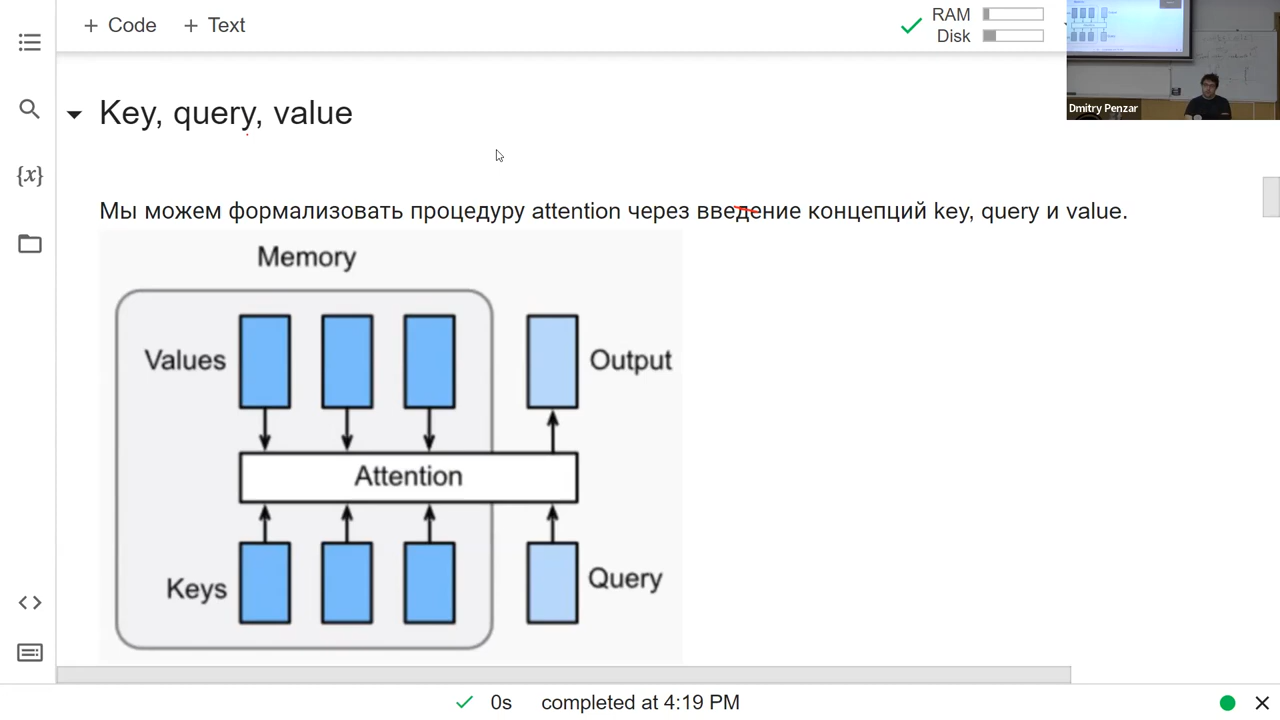 + Code + Text
RAM
Disk
Dmitry Penzar
Key, query, value
{x}
Мы можем формализовать процедуру attention через введение концепций key, query и value.
Memory
Values
Output
Attention
Keys
Query
0s completed at 4:19 PM